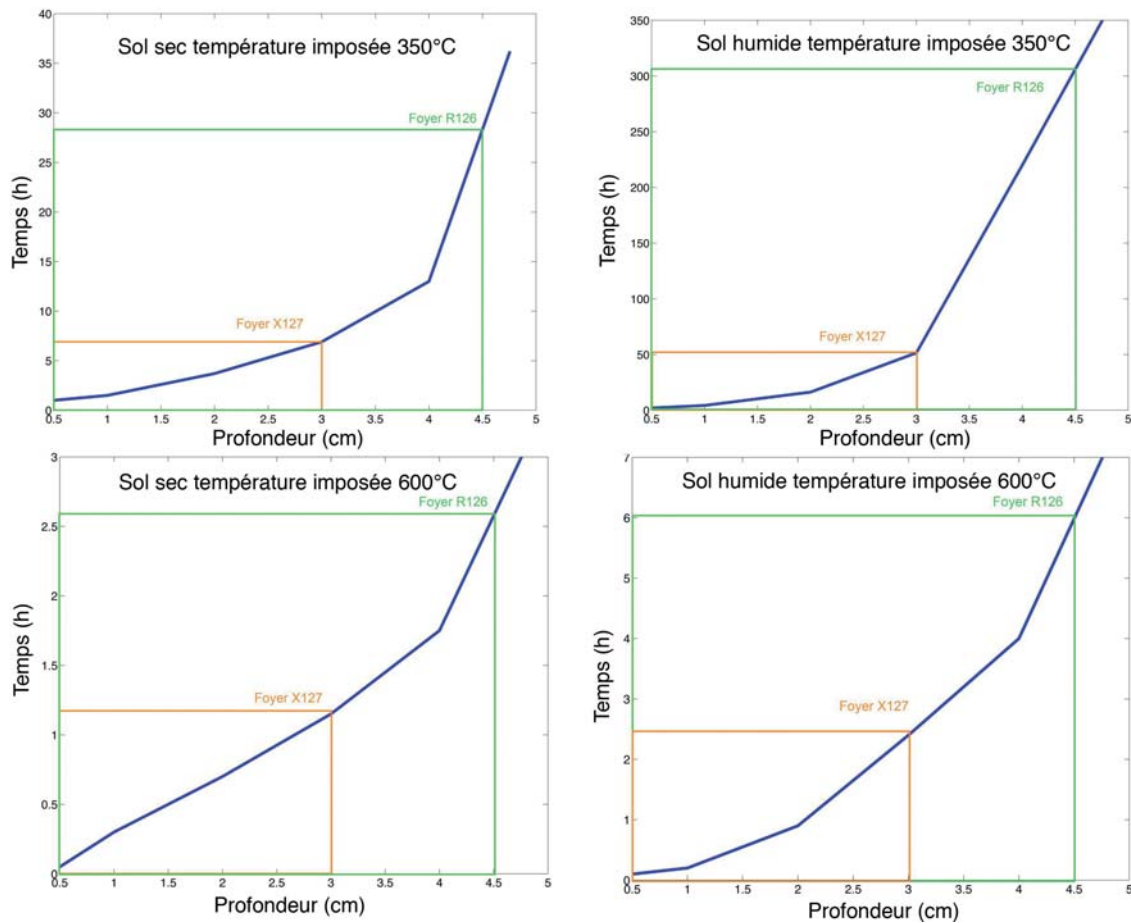 Sol sec température imposée 350°C
Temps (h)
40
35
30
25
20
15
10
5
0
Foyer R126
Foyer X127
0.5 1 1.5 2 2.5 3 3.5 4 4.5 5
Profondeur (cm)
Sol humide température imposée 350°C
Temps (h)
350
300
250
200
150
100
50
0
Foyer R126
Foyer X127
0.5 1 1.5 2 2.5 3 3.5 4 4.5 5
Profondeur (cm)
Sol sec température imposée 600°C
Temps (h)
3
2.5
2
1.5
1
0.5
0
Foyer R126
Foyer X127
0.5 1 1.5 2 2.5 3 3.5 4 4.5 5
Profondeur (cm)
Sol humide température imposée 600°C
Temps (h)
7
6
5
4
3
2
1
0
Foyer R126
Foyer X127
0.5 1 1.5 2 2.5 3 3.5 4 4.5 5
Profondeur (cm)